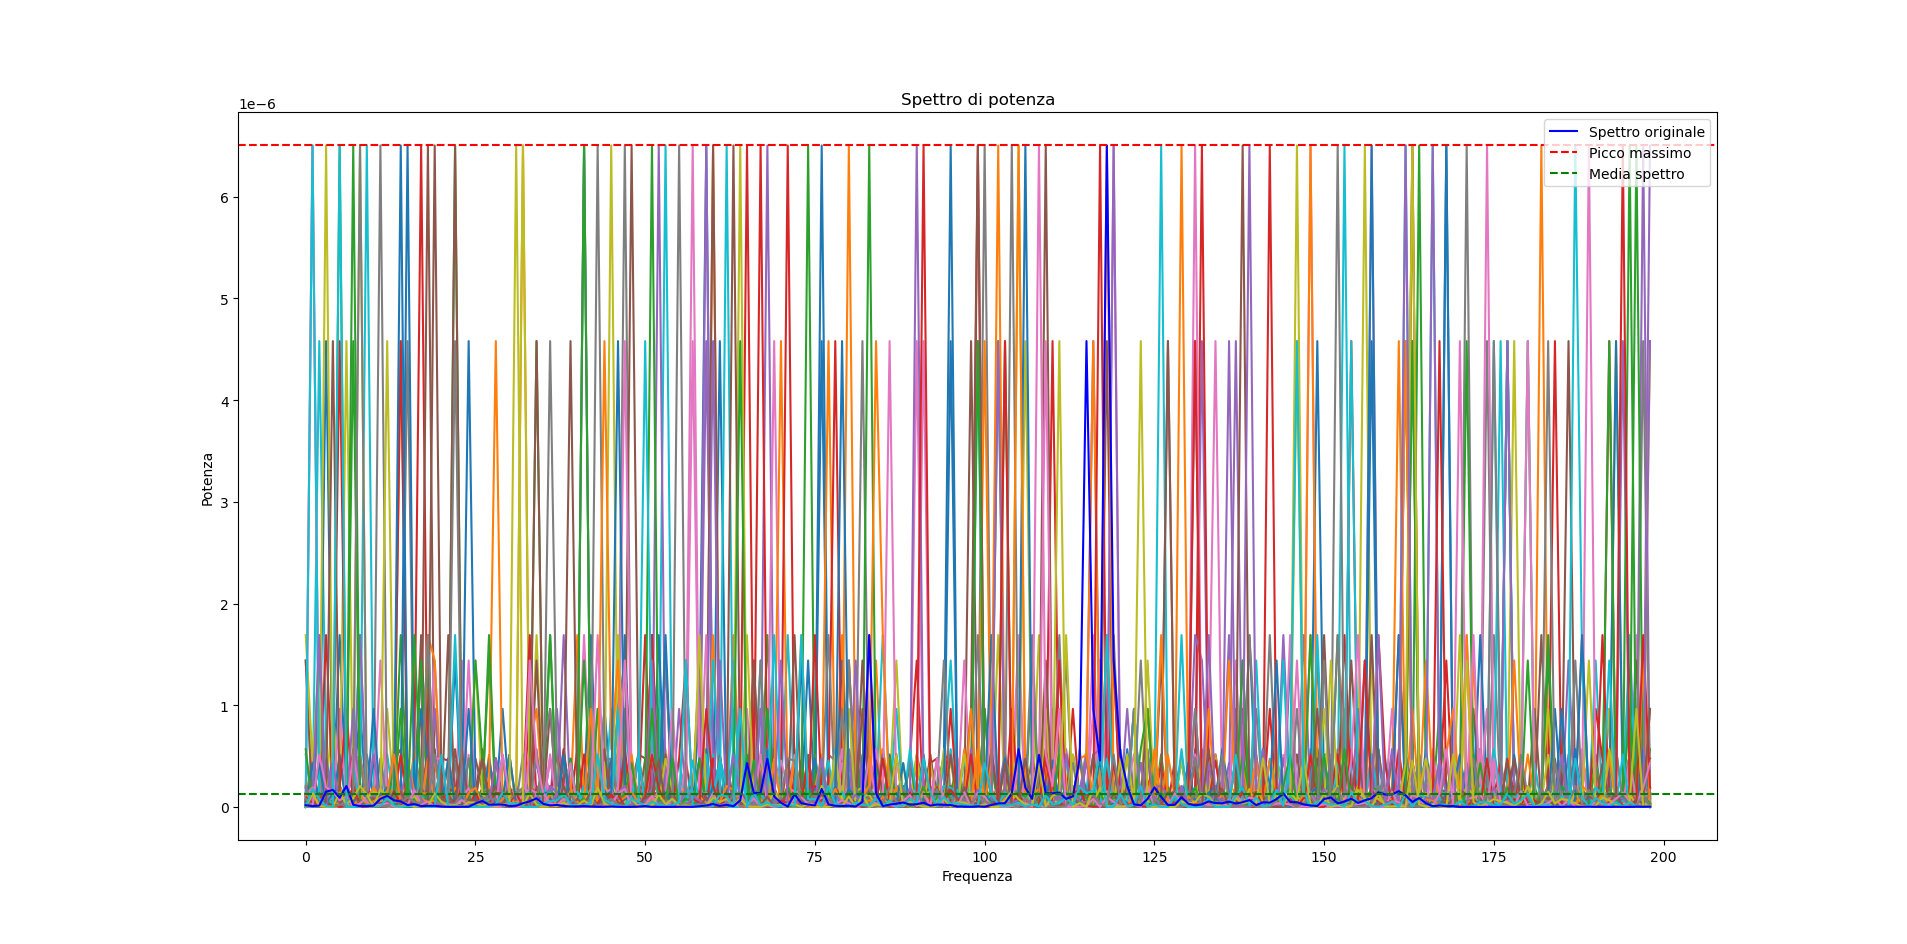 Spettro di potenza
1e−6
Spettro originale
Picco massimo
Media spettro
6
5
4
3
2
1
0
Potenza
0 25 50 75 100 125 150 175 200
Frequenza